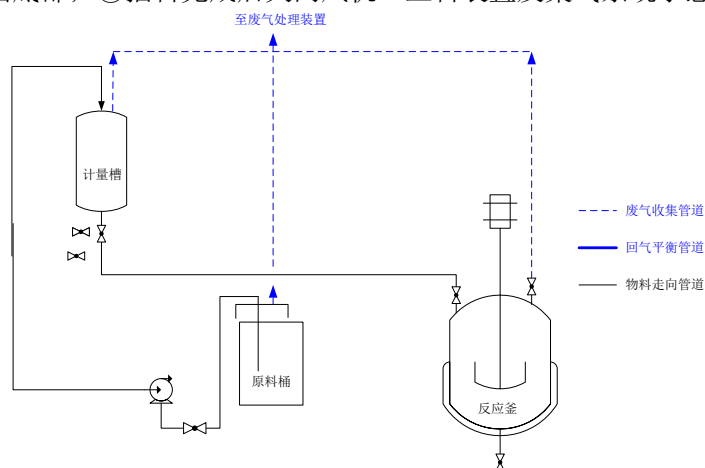 至废气处理装置
计量槽
废气收集管道
回气平衡管道
物料走向管道
原料桶
反应釜